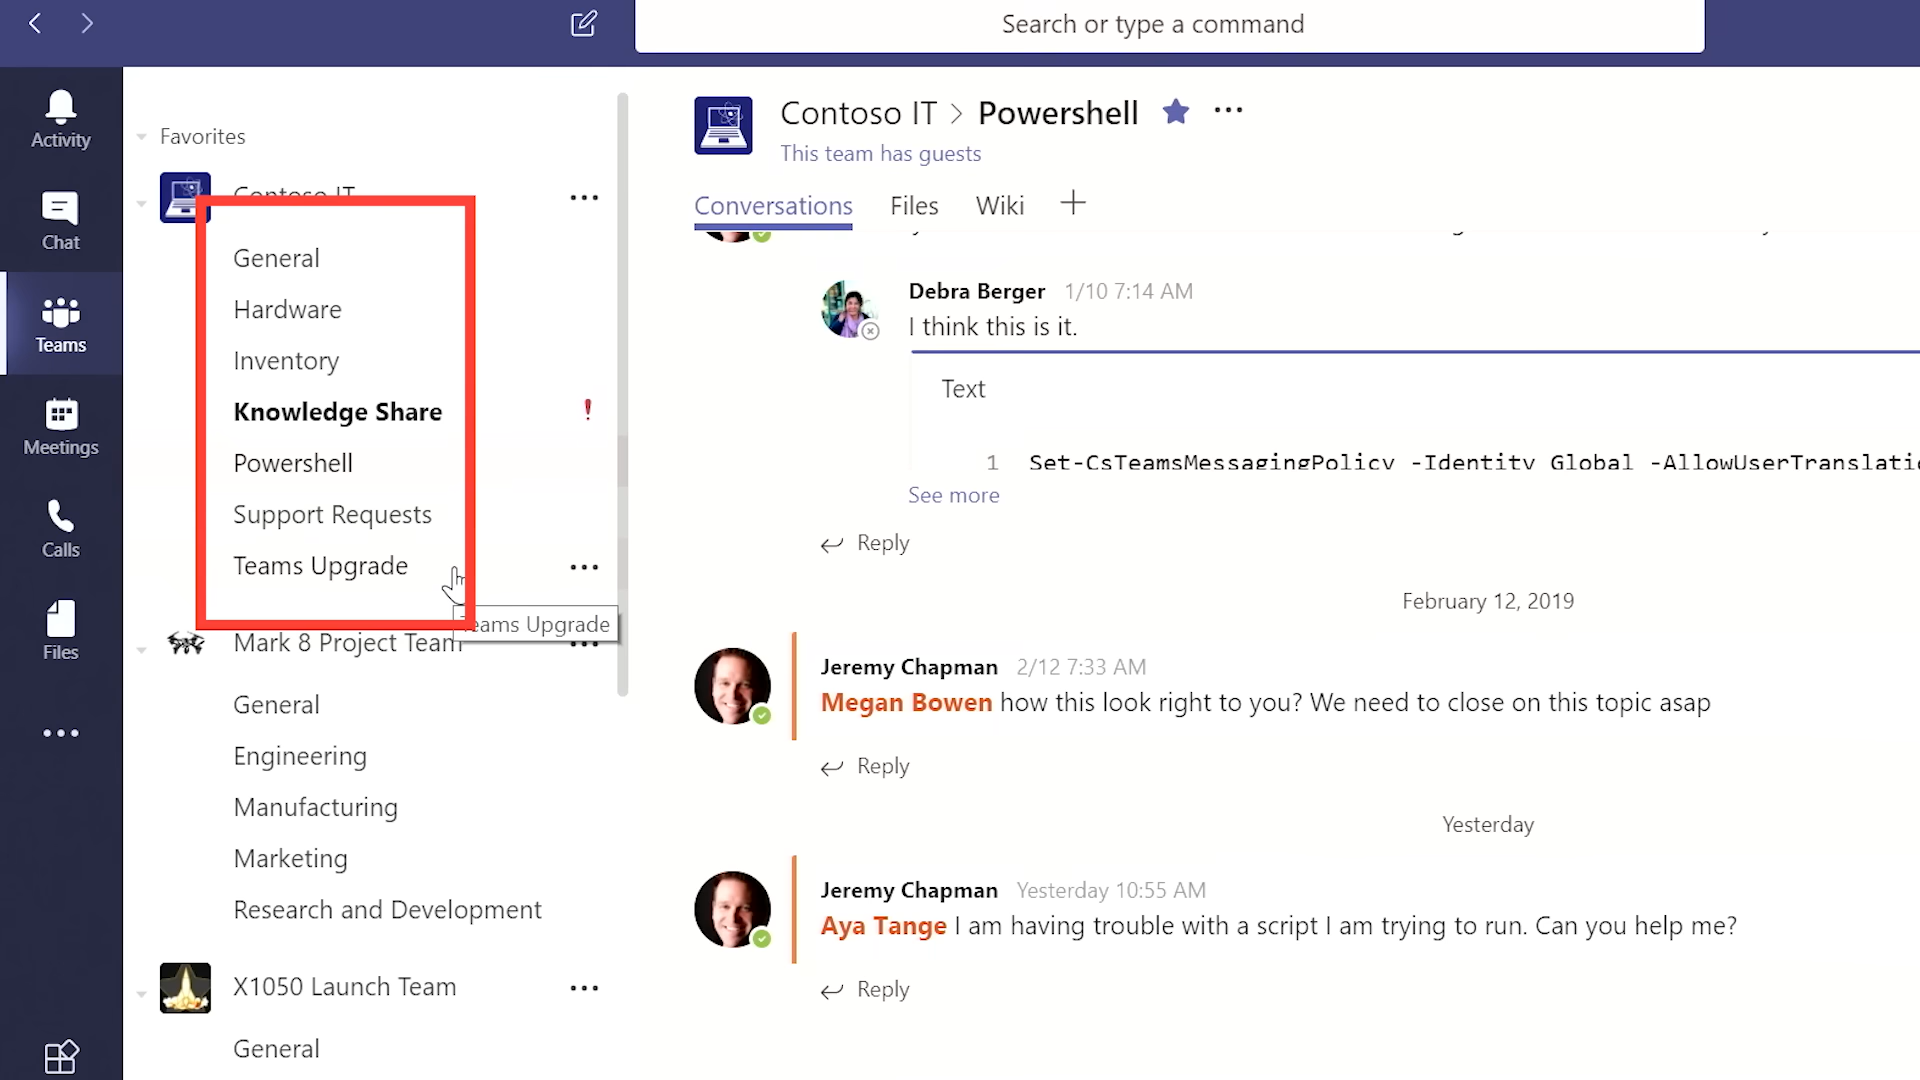 Search or type a command
Activity
Chat
Teams
Meetings
Calls
Files
Favorites
Contoso IT
General
Hardware
Inventory
Knowledge Share
Powershell
Support Requests
Teams Upgrade
Teams Upgrade
Mark 8 Project Team
General
Engineering
Manufacturing
Marketing
Research and Development
X1050 Launch Team
General
Contoso IT > Powershell
This team has guests
Conversations Files Wiki
Debra Berger 1/10 7:14 AM
I think this is it.
Text
1 Set-CsTeamsMessagingPolicy -Identity Global
See more
Reply
February 12, 2019
Jeremy Chapman 2/12 7:33 AM
Megan Bowen how this look right to you? We need to close on this topic asap
Reply
Yesterday
Jeremy Chapman Yesterday 10:55 AM
Aya Tange I am having trouble with a script I am trying to run. Can you help me?
Reply